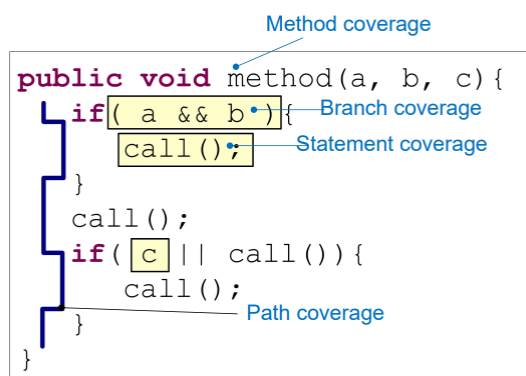 Method coverage
public void method(a, b, c){
if( a && b ){
Branch coverage
call();
Statement coverage
}
call();
if( c || call()){
call();
Path coverage
}
}